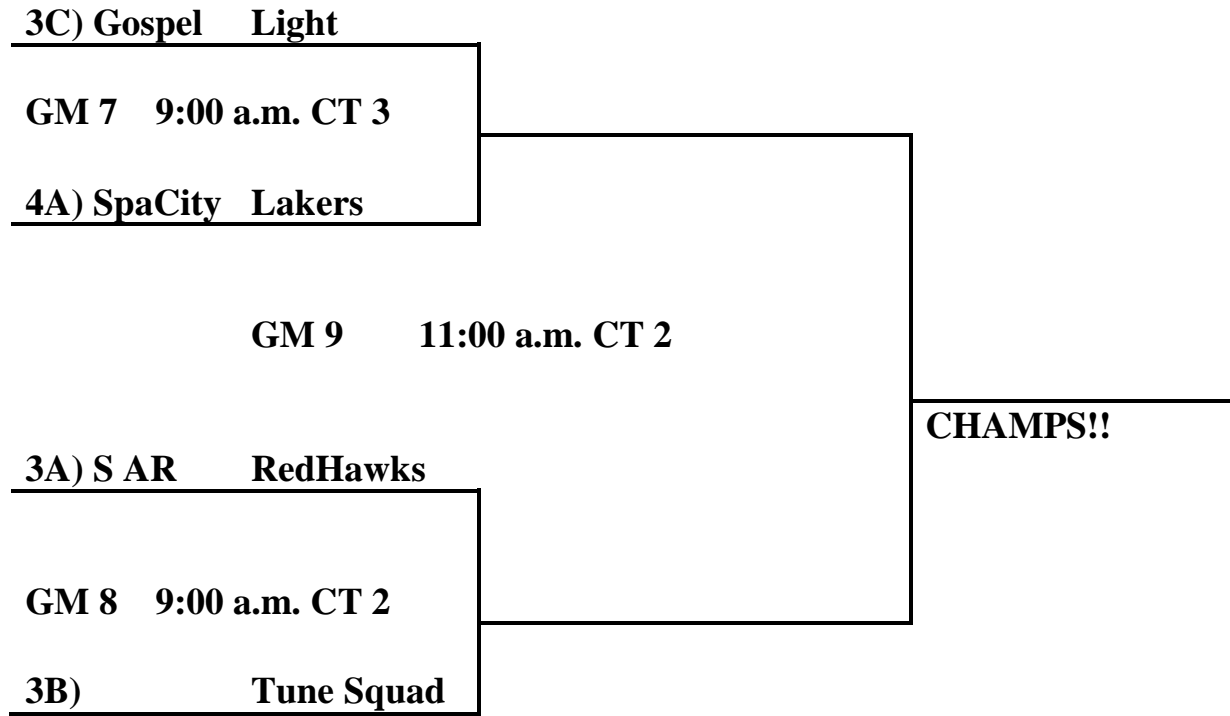 3C) Gospel Light
GM 7 9:00 a.m. CT 3
4A) SpaCity Lakers
GM 9 11:00 a.m. CT 2
CHAMPS!!
3A) S AR RedHawks
GM 8 9:00 a.m. CT 2
3B) Tune Squad